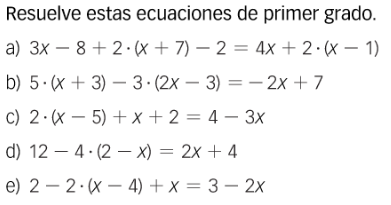 Resuelve estas ecuaciones de primer grado.
a) 3x − 8 + 2 · (x + 7) − 2 = 4x + 2 · (x − 1)
b) 5 · (x + 3) − 3 · (2x − 3) = − 2x + 7
c) 2 · (x − 5) + x + 2 = 4 − 3x
d) 12 − 4 · (2 − x) = 2x + 4
e) 2 − 2 · (x − 4) + x = 3 − 2x